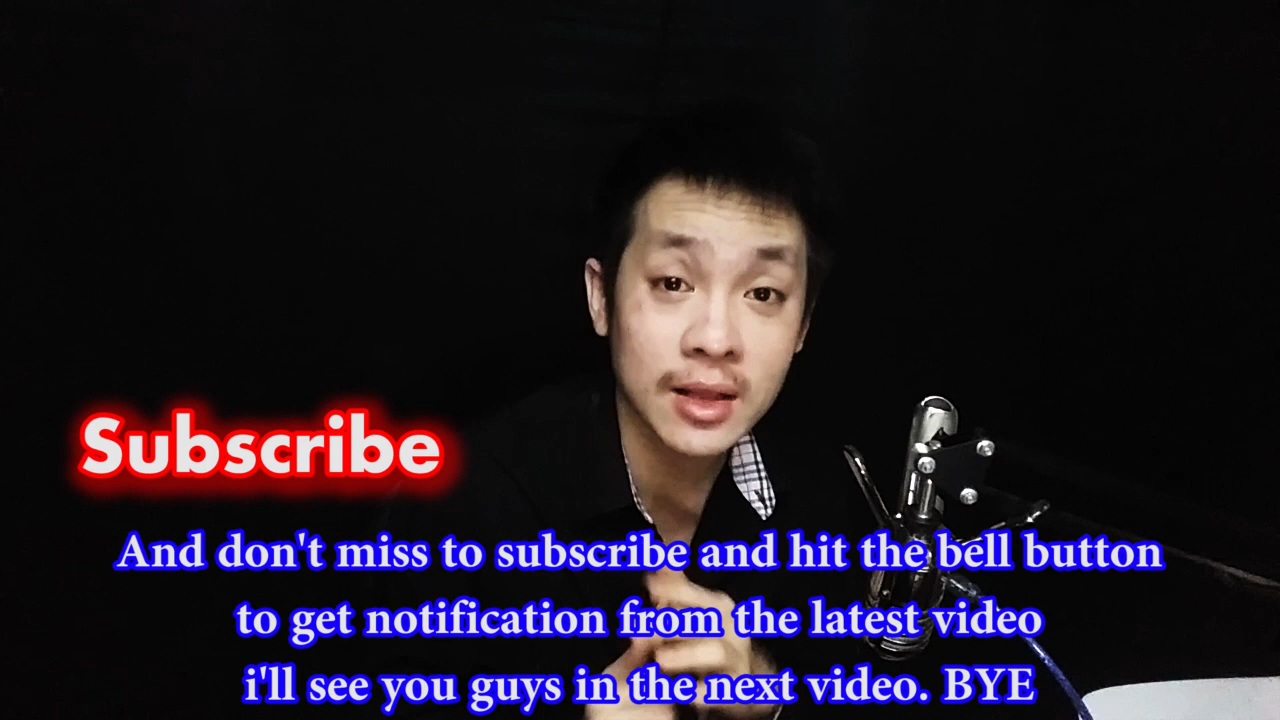 Subscribe
And don't miss to subscribe and hit the bell button
to get notification from the latest video
i'll see you guys in the next video. BYE